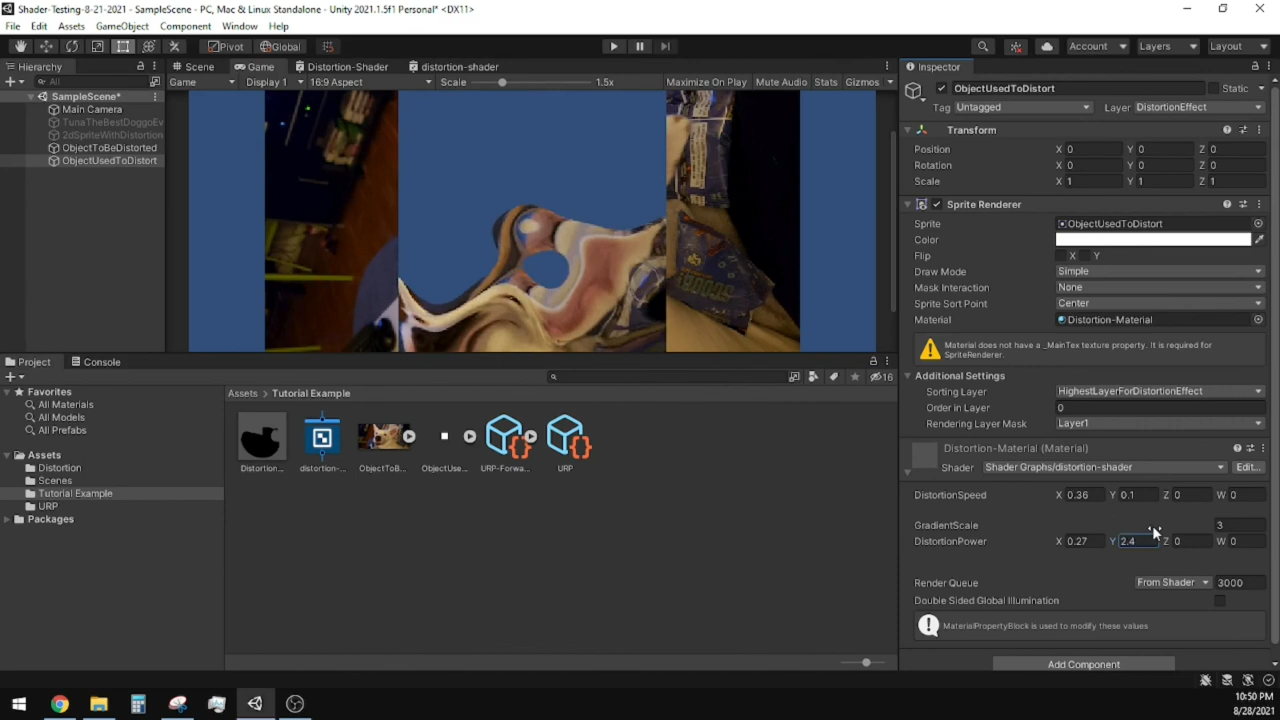 Shader-Testing-8-21-2021 - SampleScene - PC, Mac & Linux Standalone - Unity 2021.1.5f1 Personal* <DX11>
File Edit Assets GameObject Component Window Help
Pivot Global Account Layers Layout
Hierarchy Scene Game Distortion-Shader distortion-shader Inspector
All Game Display 1 16:9 Aspect Scale 1.5x Maximize On Play Mute Audio Stats Gizmos
SampleScene*
Main Camera
TunaTheBestDoggoEv
2dSpriteWithDistortion
ObjectToBeDistorted
ObjectUsedToDistort
ObjectUsedToDistort Static
Tag Untagged Layer DistortionEffect
Transform
Position X 0 Y 0 Z 0
Rotation X 0 Y 0 Z 0
Scale X 1 Y 1 Z 1
Sprite Renderer
Sprite ObjectUsedToDistort
Color
Flip X Y
Draw Mode Simple
Mask Interaction None
Sprite Sort Point Center
Material Distortion-Material
Material does not have a _MainTex texture property. It is required for
SpriteRenderer.
Additional Settings
Sorting Layer HighestLayerForDistortionEffect
Order in Layer 0
Rendering Layer Mask Layer1
Distortion-Material (Material)
Shader Shader Graphs/distortion-shader Edit...
DistortionSpeed X 0.36 Y 0.1 Z 0 W 0
GradientScale 3
DistortionPower X 0.27 Y 2.4 Z 0 W 0
Render Queue From Shader 3000
Double Sided Global Illumination
MaterialPropertyBlock is used to modify these values
Add Component
Project Console
16
Favorites
All Materials
All Models
All Prefabs
Assets
Distortion
Scenes
Tutorial Example
URP
Packages
Assets > Tutorial Example
Distortion... distortion-... ObjectToB... ObjectUse... URP-Forwa... URP
10:50 PM
8/28/2021